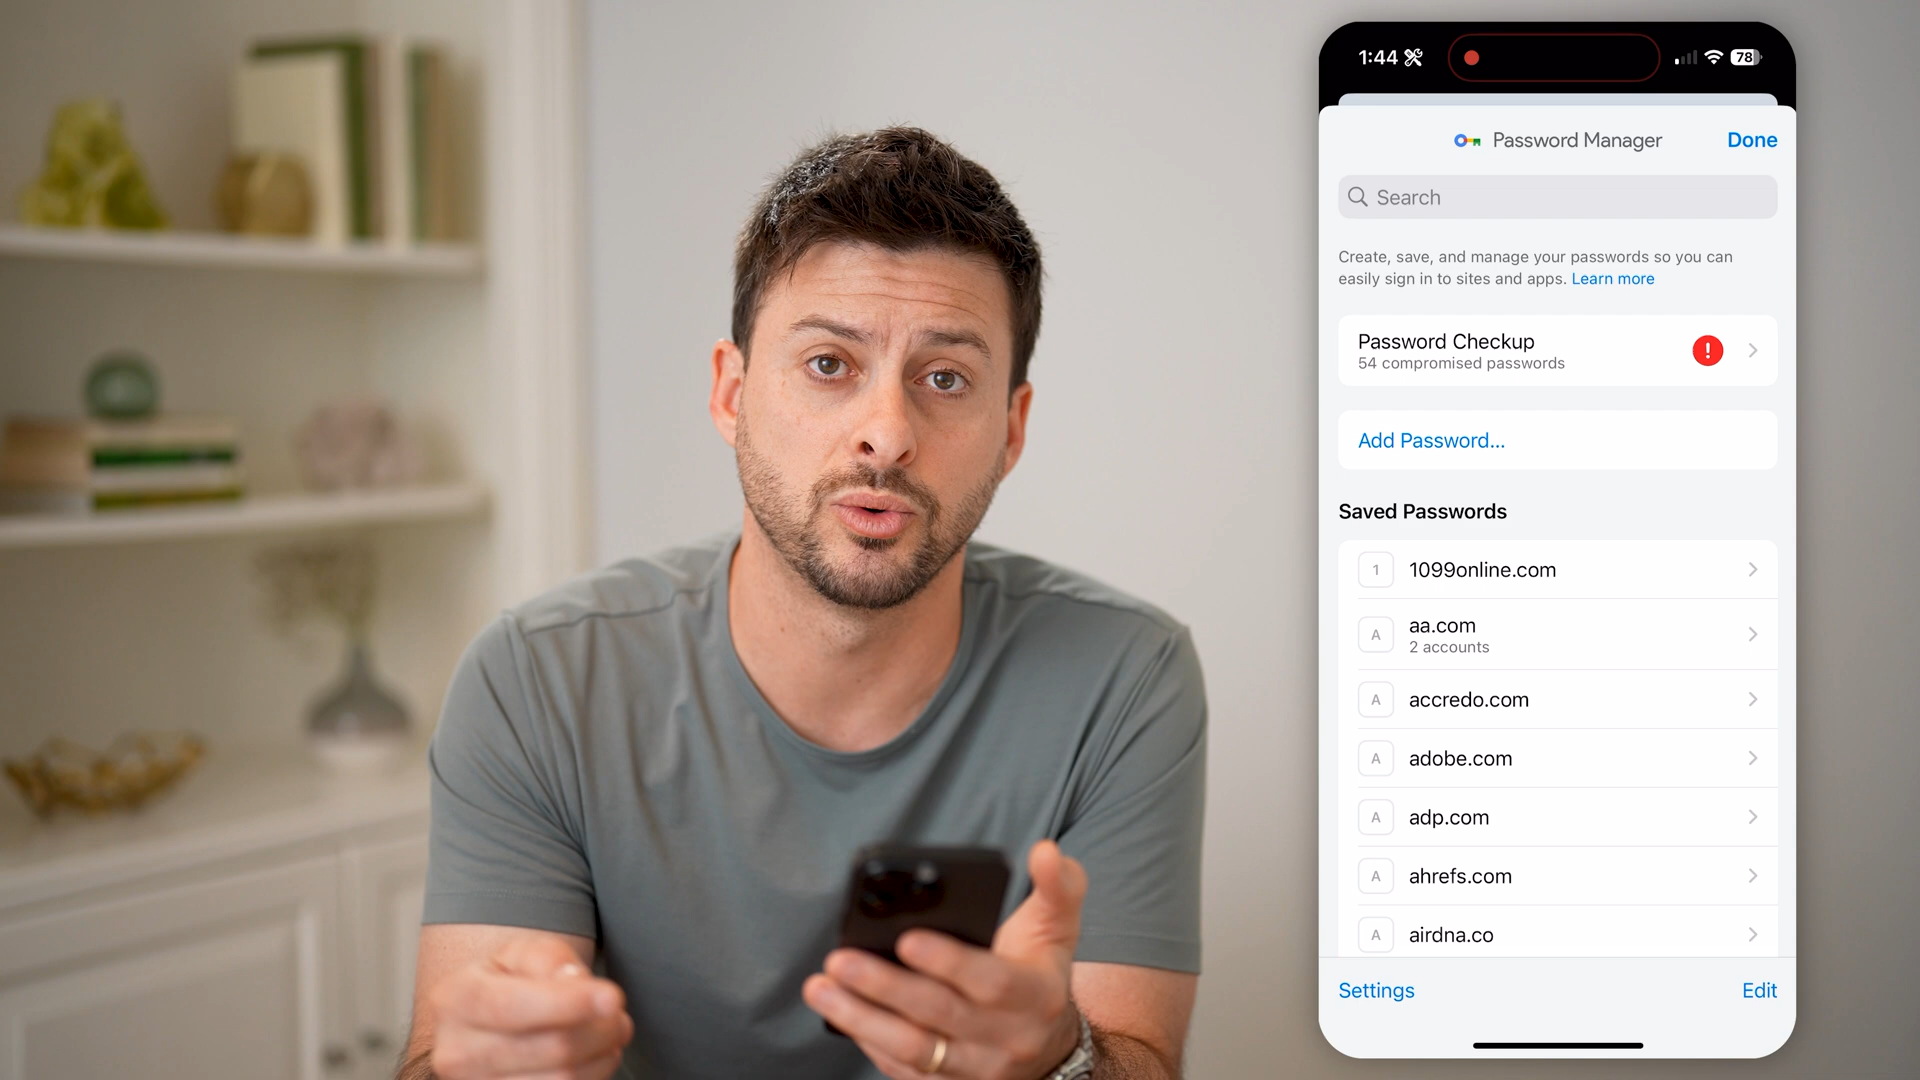 1:44
78
Password Manager
Done
Search
Create, save, and manage your passwords so you can
easily sign in to sites and apps. Learn more
Password Checkup
54 compromised passwords
!
Add Password...
Saved Passwords
1 1099online.com
A aa.com
2 accounts
A accredo.com
A adobe.com
A adp.com
A ahrefs.com
A airdna.co
Settings
Edit